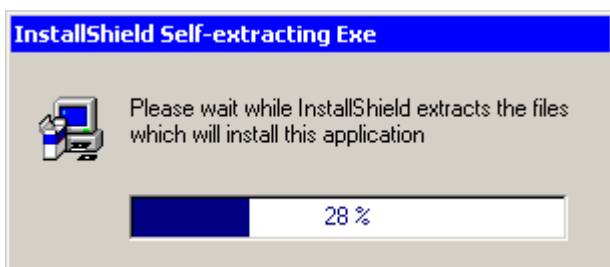 InstallShield Self-extracting Exe
Please wait while InstallShield extracts the files
which will install this application
28 %